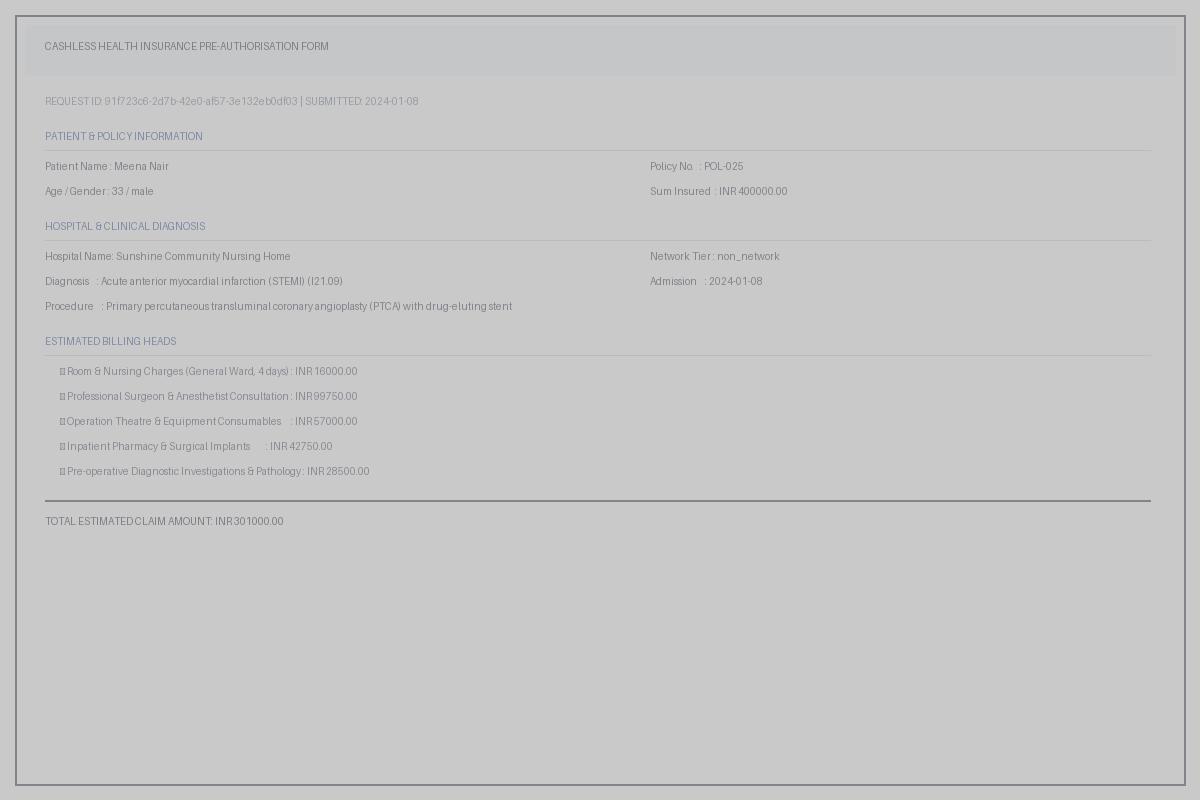 CASHLESS HEALTH INSURANCE PRE-AUTHORISATION FORM
REQUEST ID: 91f723c6-2d7b-42e0-af57-3e132eb0df03 | SUBMITTED: 2024-01-08
PATIENT & POLICY INFORMATION
Patient Name : Meena Nair
Policy No. : POL-025
Age / Gender : 33 / male
Sum Insured : INR 400000.00
HOSPITAL & CLINICAL DIAGNOSIS
Hospital Name: Sunshine Community Nursing Home
Network Tier : non_network
Diagnosis : Acute anterior myocardial infarction (STEMI) (I21.09)
Admission : 2024-01-08
Procedure : Primary percutaneous transluminal coronary angioplasty (PTCA) with drug-eluting stent
ESTIMATED BILLING HEADS
Room & Nursing Charges (General Ward, 4 days) : INR 16000.00
Professional Surgeon & Anesthetist Consultation : INR 99750.00
Operation Theatre & Equipment Consumables : INR 57000.00
Inpatient Pharmacy & Surgical Implants : INR 42750.00
Pre-operative Diagnostic Investigations & Pathology : INR 28500.00
TOTAL ESTIMATED CLAIM AMOUNT: INR 301000.00